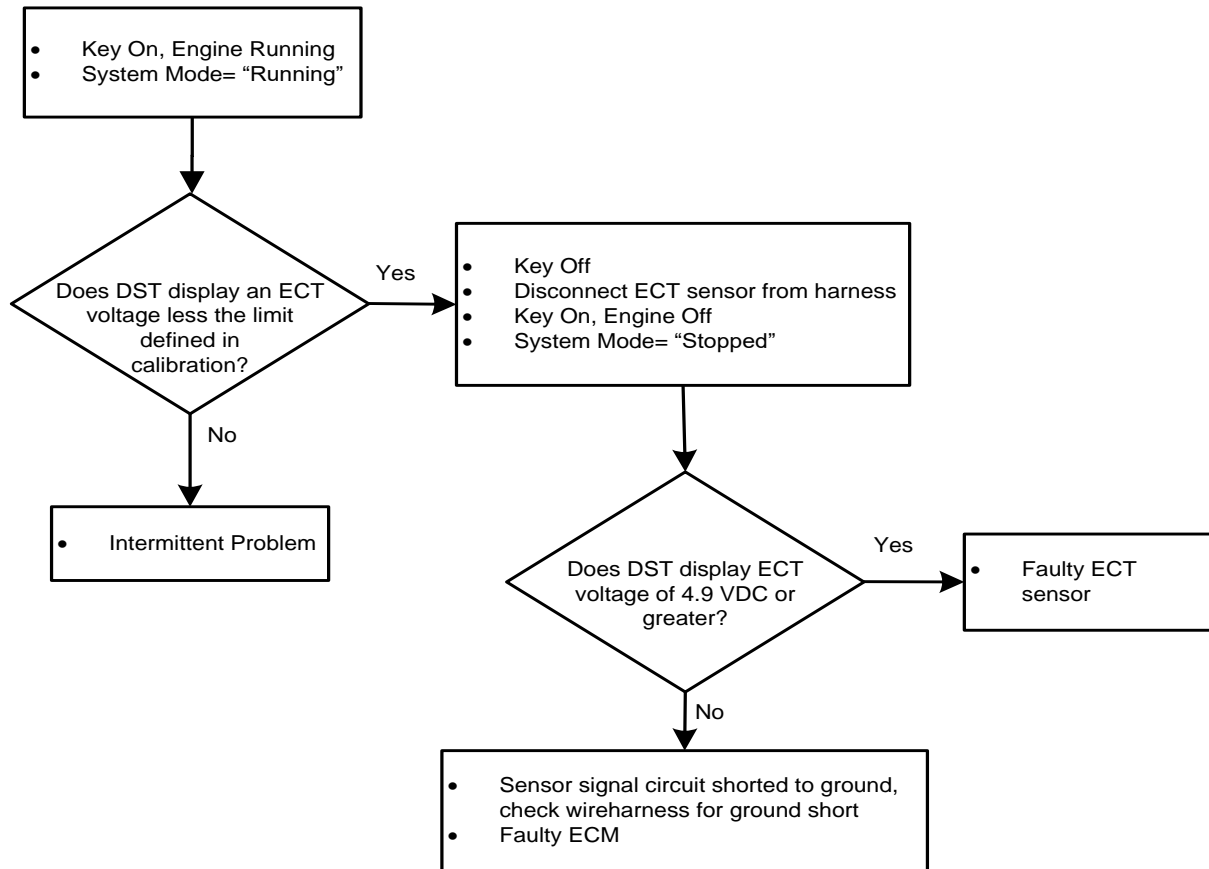 • Key On, Engine Running
• System Mode= “Running”
Does DST display an ECT
voltage less the limit
defined in
calibration?
Yes
No
• Intermittent Problem
• Key Off
• Disconnect ECT sensor from harness
• Key On, Engine Off
• System Mode= “Stopped”
Does DST display ECT
voltage of 4.9 VDC or
greater?
Yes
No
• Faulty ECT
sensor
• Sensor signal circuit shorted to ground,
check wireharness for ground short
• Faulty ECM